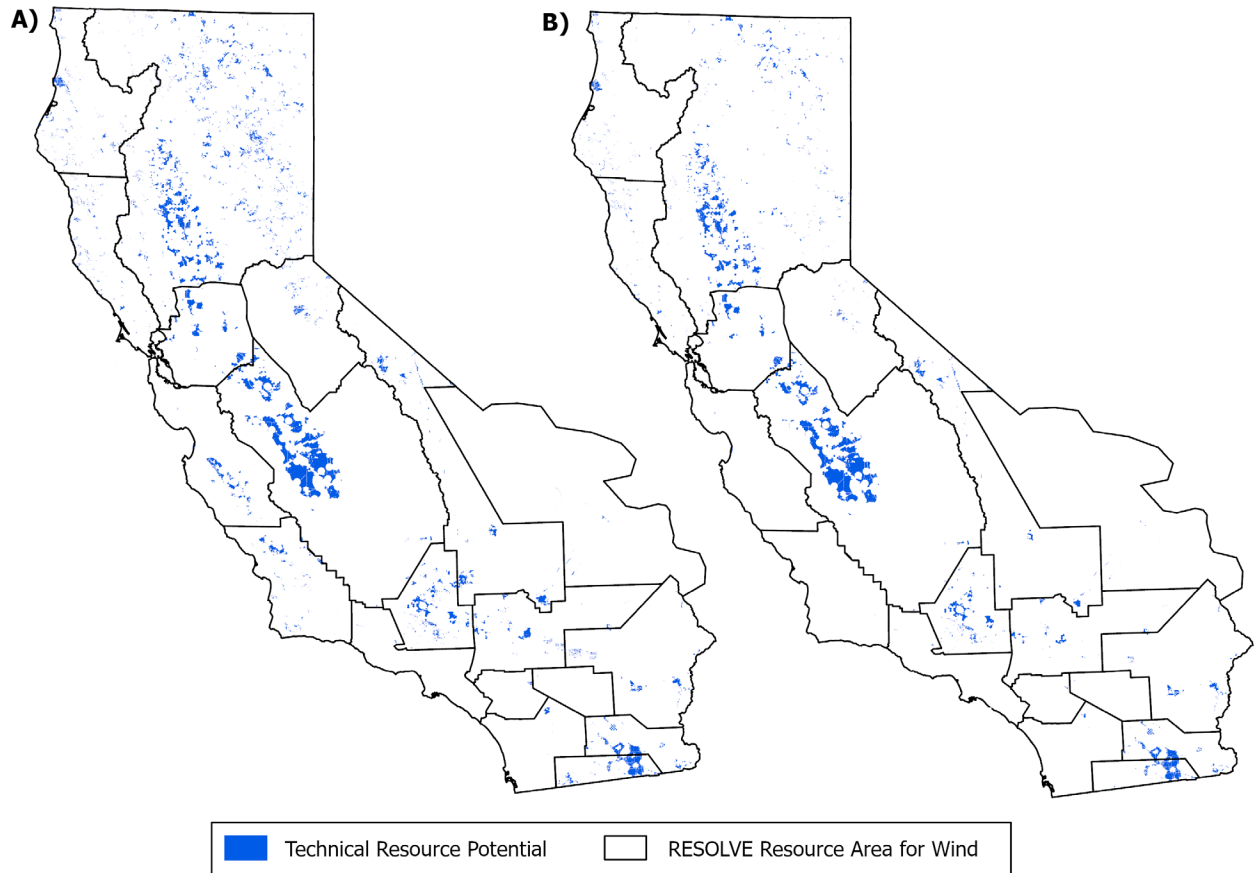 A)
B)
Technical Resource Potential
RESOLVE Resource Area for Wind